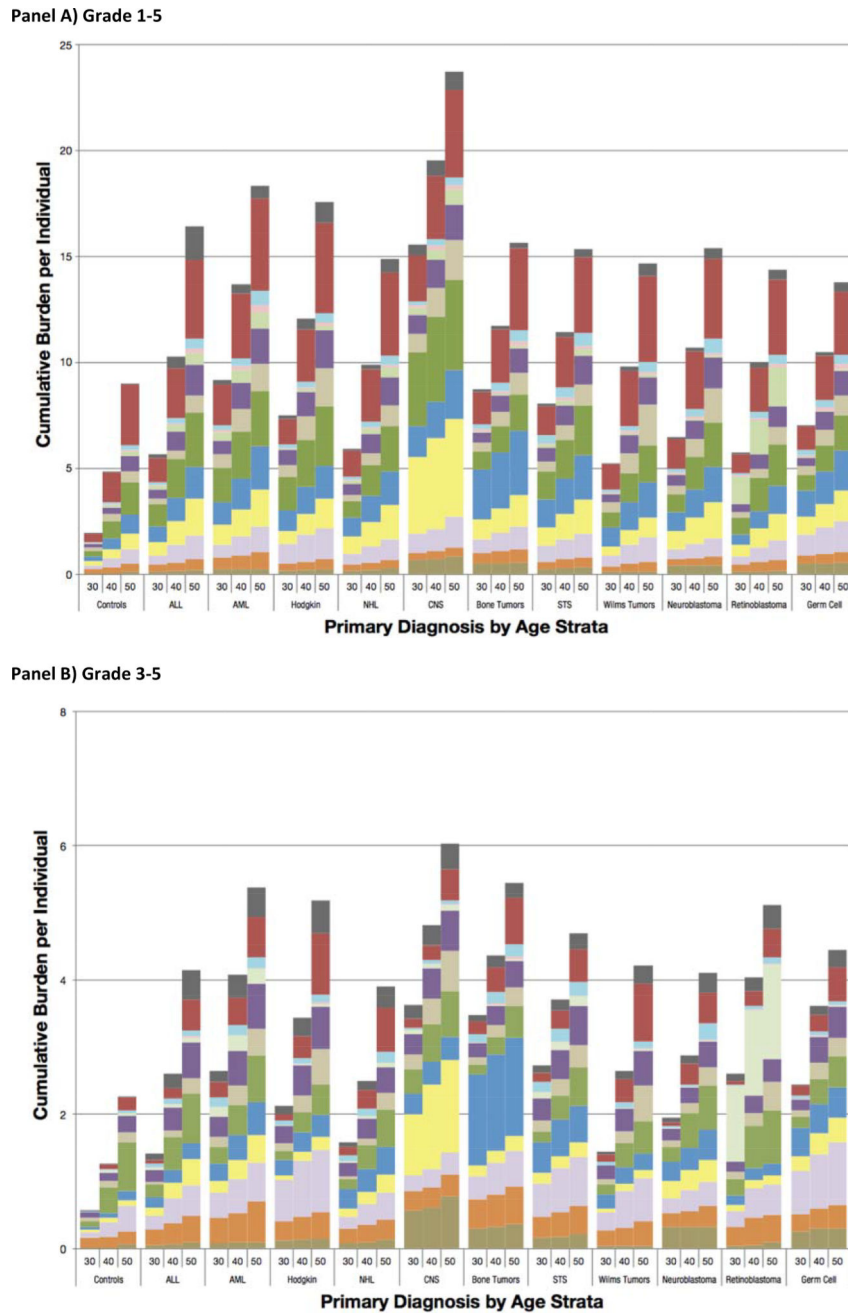 Panel A) Grade 1-5
25
20
15
10
5
0
Cumulative Burden per Individual
30 40 50 30 40 50 30 40 50 30 40 50 30 40 50 30 40 50 30 40 50 30 40 50 30 40 50 30 40 50 30 40 50 30 40 50
Controls ALL AML Hodgkin NHL CNS Bone Tumors STS Wilms Tumors Neuroblastoma Retinoblastoma Germ Cell
Primary Diagnosis by Age Strata
Panel B) Grade 3-5
8
6
4
2
0
Cumulative Burden per Individual
30 40 50 30 40 50 30 40 50 30 40 50 30 40 50 30 40 50 30 40 50 30 40 50 30 40 50 30 40 50 30 40 50 30 40 50
Controls ALL AML Hodgkin NHL CNS Bone Tumors STS Wilms Tumors Neuroblastoma Retinoblastoma Germ Cell
Primary Diagnosis by Age Strata